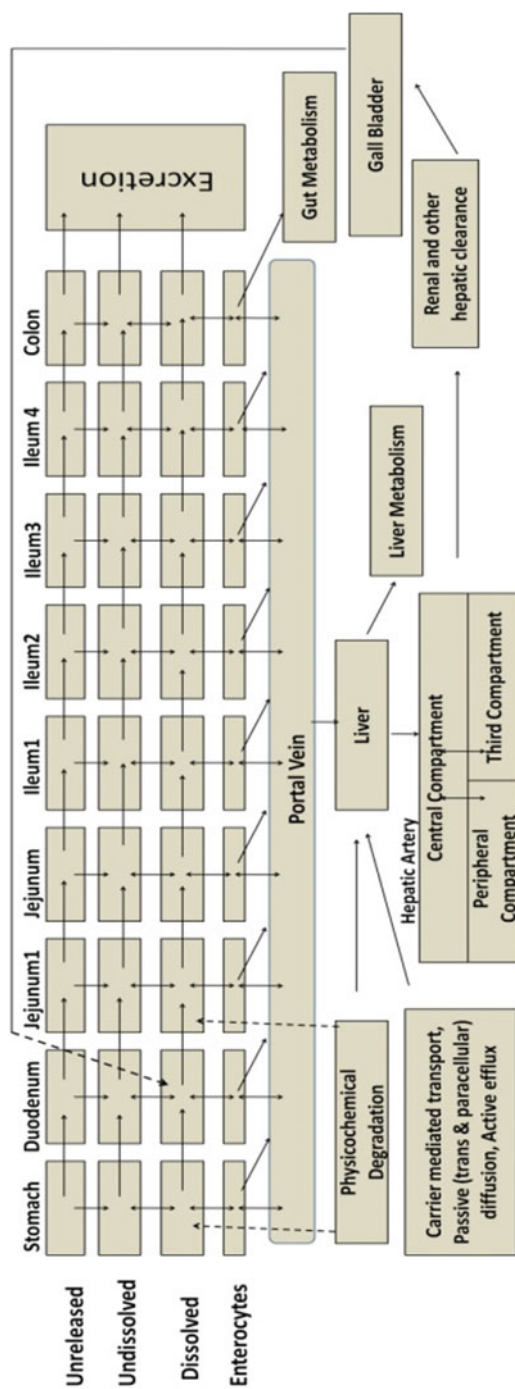 Stomach
Duodenum
Jejunum1
Jejunum
Ileum1
Ileum2
Ileum3
Ileum 4
Colon
Unreleased
Undissolved
Dissolved
Enterocytes
Excretion
Portal Vein
Gut Metabolism
Gall Bladder
Physicochemical
Degradation
Liver
Liver Metabolism
Renal and other
hepatic clearance
Carrier mediated transport,
Passive (trans & paracellular)
diffusion, Active efflux
Hepatic Artery
Central Compartment
Peripheral
Compartment
Third Compartment